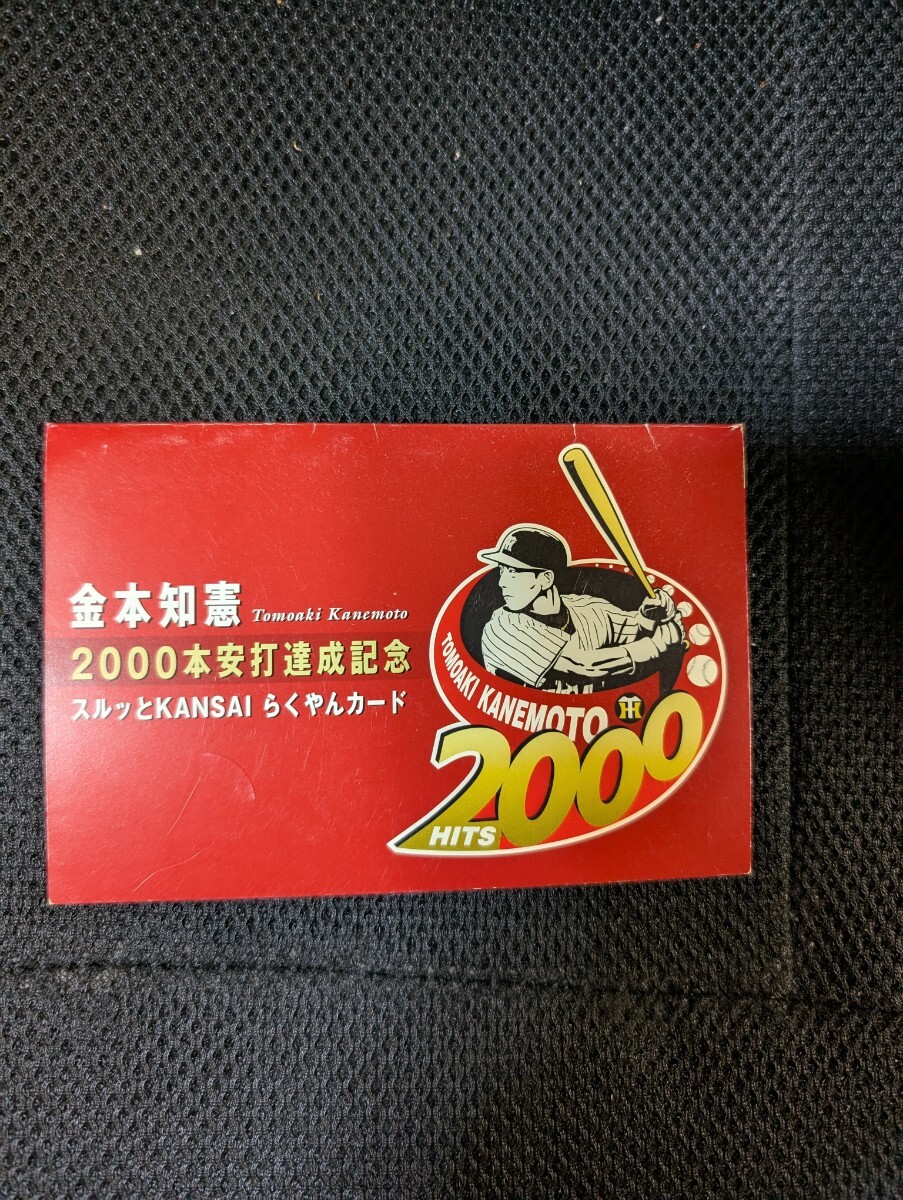 金本知憲 Tomoaki Kanemoto
2000本安打達成記念
スルッとKANSAI らくやんカード
TOMOAKI KANEMOTO
2000
HITS